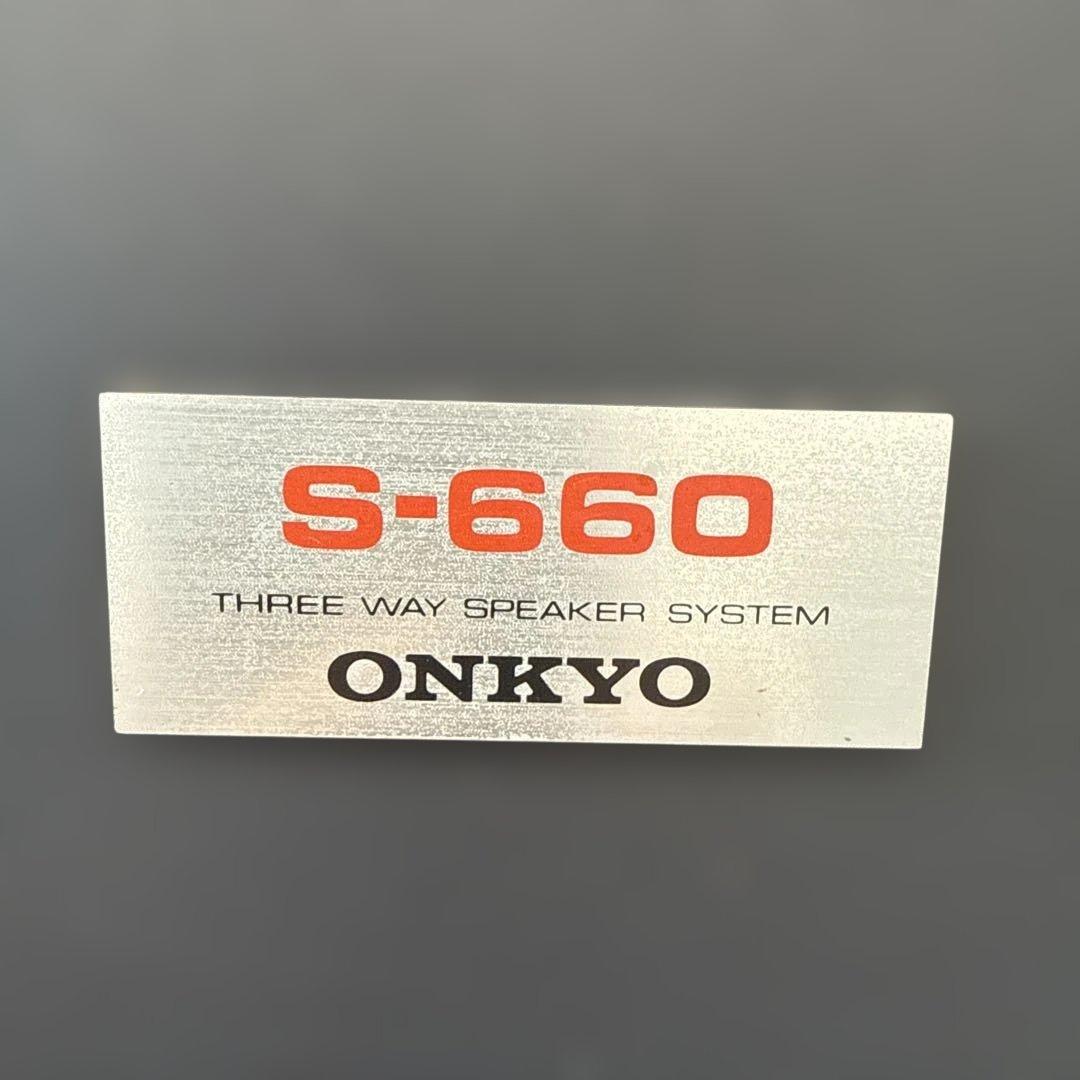 S-660
THREE WAY SPEAKER SYSTEM
ONKYO